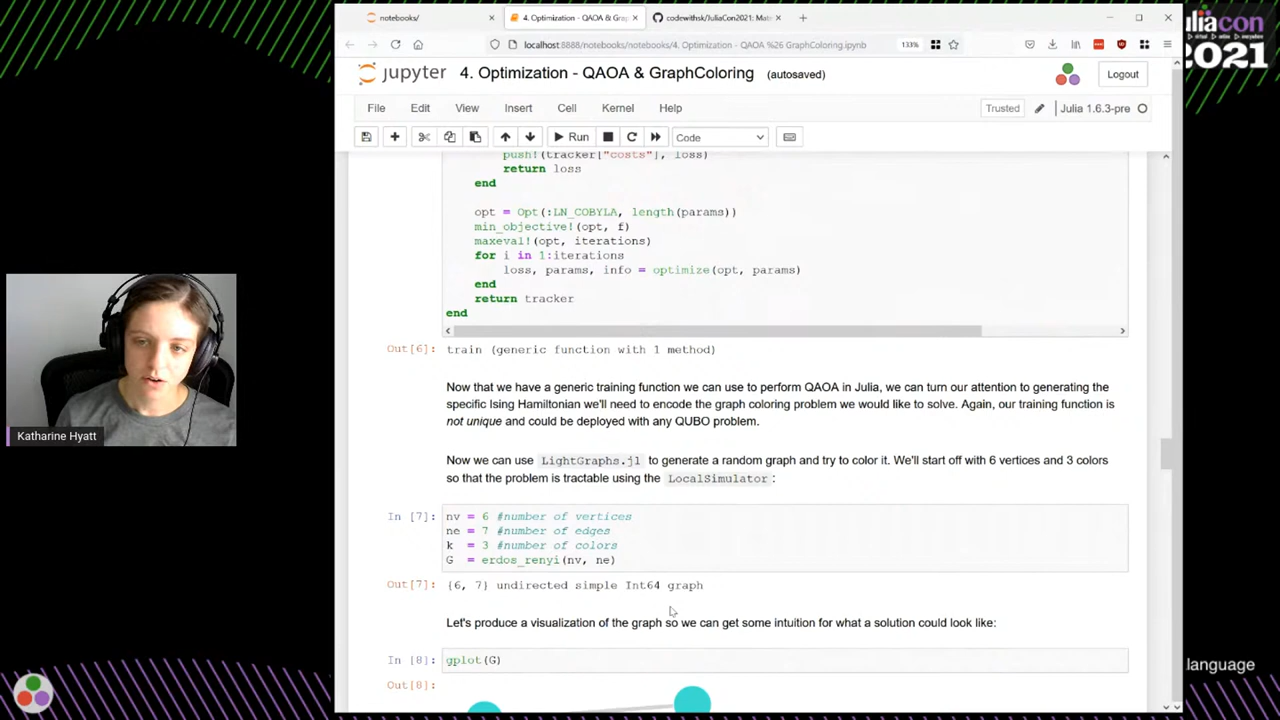 notebooks/
4. Optimization - QAOA & Gra
codewithsk/JuliaCon2021: Mate
localhost:8888/notebooks/notebooks/4. Optimization - QAOA %26 GraphColoring.ipynb
133%
juliacon
2021
jupyter
4. Optimization - QAOA & GraphColoring
(autosaved)
Logout
File
Edit
View
Insert
Cell
Kernel
Help
Trusted
Julia 1.6.3-pre
Run
Code
push!(tracker["costs"], loss)
return loss
end
opt = Opt(:LN_COBYLA, length(params))
min_objective!(opt, f)
maxeval!(opt, iterations)
for i in 1:iterations
loss, params, info = optimize(opt, params)
end
return tracker
end
Out[6]: train (generic function with 1 method)
Now that we have a generic training function we can use to perform QAOA in Julia, we can turn our attention to generating the
specific Ising Hamiltonian we'll need to encode the graph coloring problem we would like to solve. Again, our training function is
not unique and could be deployed with any QUBO problem.
Now we can use LightGraphs.jl to generate a random graph and try to color it. We'll start off with 6 vertices and 3 colors
so that the problem is tractable using the LocalSimulator :
In [7]: nv = 6 #number of vertices
ne = 7 #number of edges
k = 3 #number of colors
G = erdos_renyi(nv, ne)
Out[7]: {6, 7} undirected simple Int64 graph
Let's produce a visualization of the graph so we can get some intuition for what a solution could look like:
In [8]: gplot(G)
Out[8]:
Katharine Hyatt
language